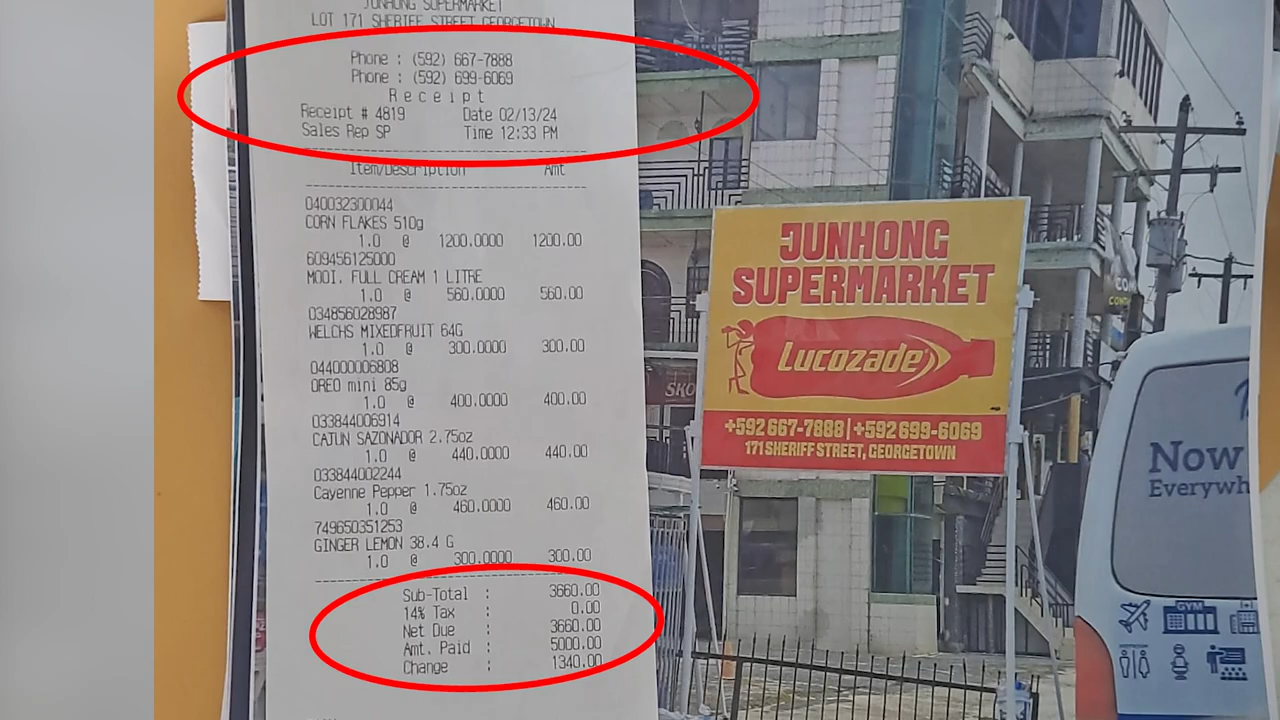 JUNHONG SUPERMARKET
LOT 171 SHERIFF STREET GEORGETOWN
Phone : (592) 667-7888
Phone : (592) 699-6069
Receipt
Receipt # 4819 Date 02/13/24
Sales Rep SP Time 12:33 PM
Item/Description Amt
040032300044
CORN FLAKES 510g
1.0 @ 1200.0000 1200.00
609456125000
MOOI. FULL CREAM 1 LITRE
1.0 @ 560.0000 560.00
034856028987
WELCHS MIXEDFRUIT 64G
1.0 @ 300.0000 300.00
044000006808
OREO mini 85g
1.0 @ 400.0000 400.00
033844006914
CAJUN SAZONADOR 2.75oz
1.0 @ 440.0000 440.00
033844002244
Cayenne Pepper 1.75oz
1.0 @ 460.0000 460.00
749650351253
GINGER LEMON 38.4 G
1.0 @ 300.0000 300.00
Sub-Total : 3660.00
14% Tax : 0.00
Net Due : 3660.00
Amt. Paid : 5000.00
Change : 1340.00
JUNHONG
SUPERMARKET
Lucozade
+592 667-7888 | +592 699-6069
171 SHERIFF STREET, GEORGETOWN
SKO
Now
Everywh
GYM